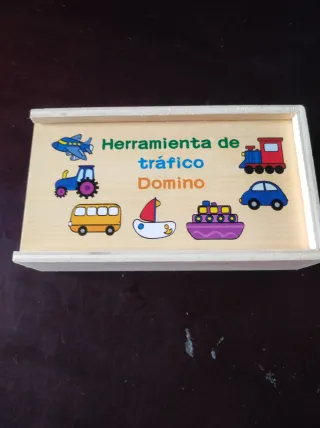 Herramienta de
tráfico
Domino